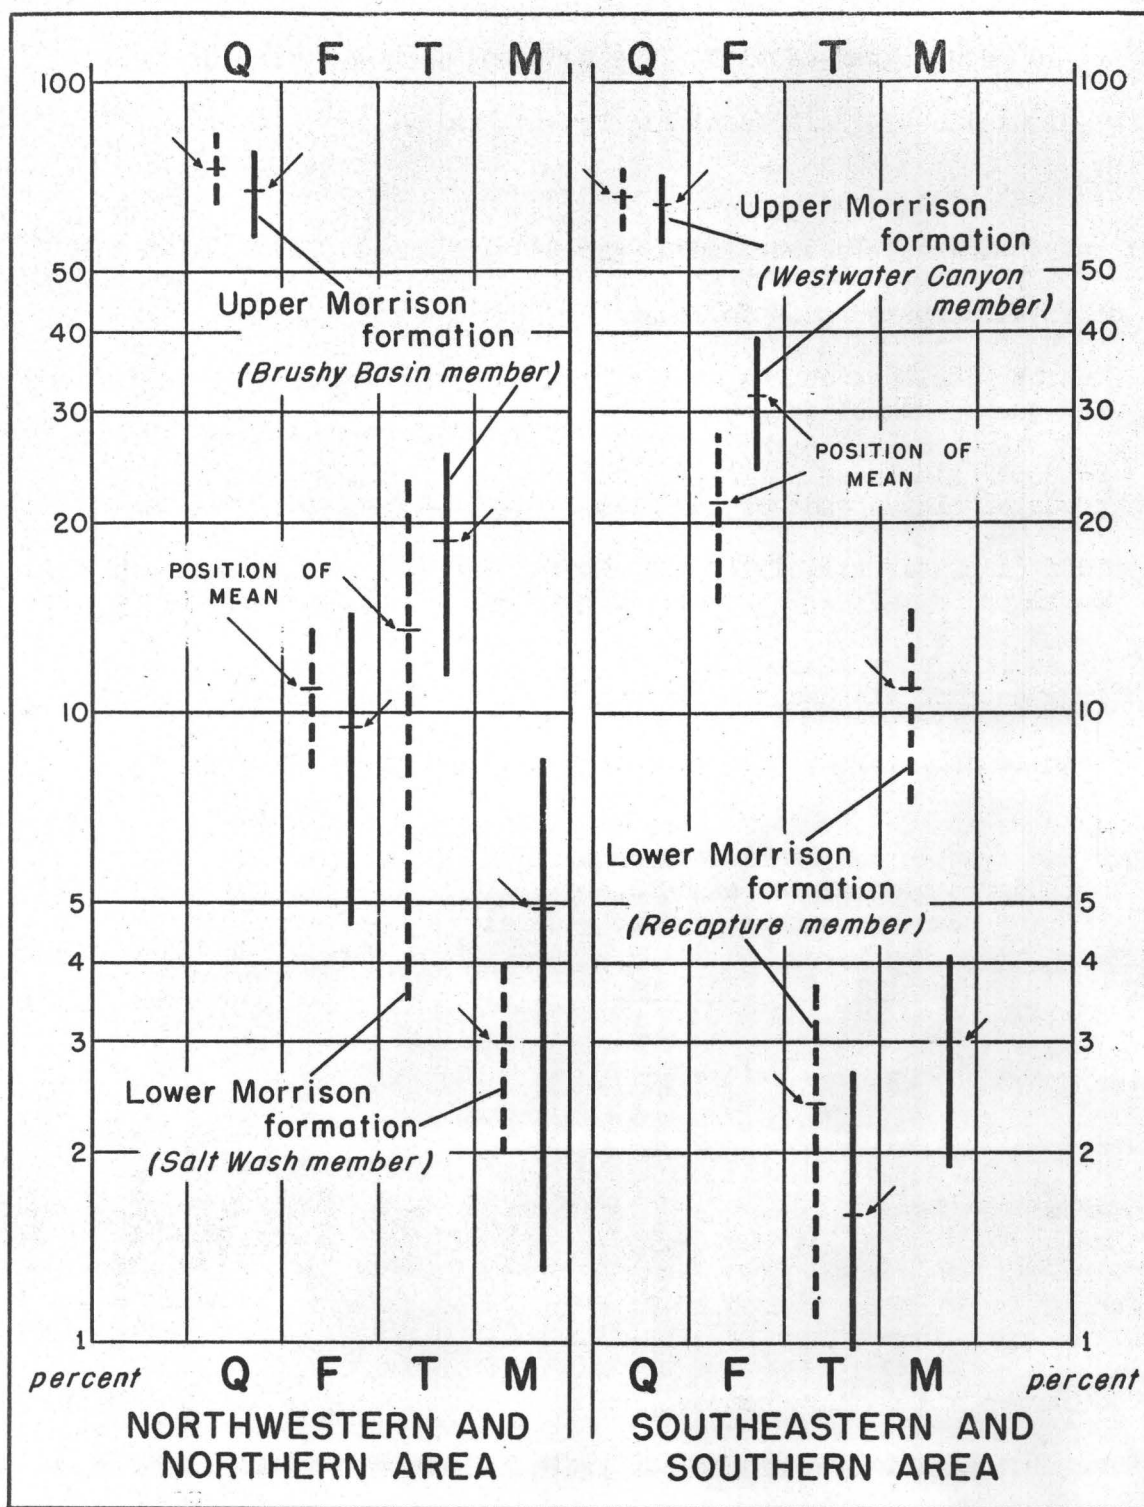 Q F T M Q F T M
100 100
50 50
40 40
30 30
20 20
10 10
5 5
4 4
3 3
2 2
1 1
Upper Morrison
formation
(Brushy Basin member)
POSITION OF
MEAN
Lower Morrison
formation
(Salt Wash member)
Upper Morrison
formation
(Westwater Canyon
member)
POSITION OF
MEAN
Lower Morrison
formation
(Recapture member)
percent Q F T M Q F T M percent
NORTHWESTERN AND
NORTHERN AREA
SOUTHEASTERN AND
SOUTHERN AREA